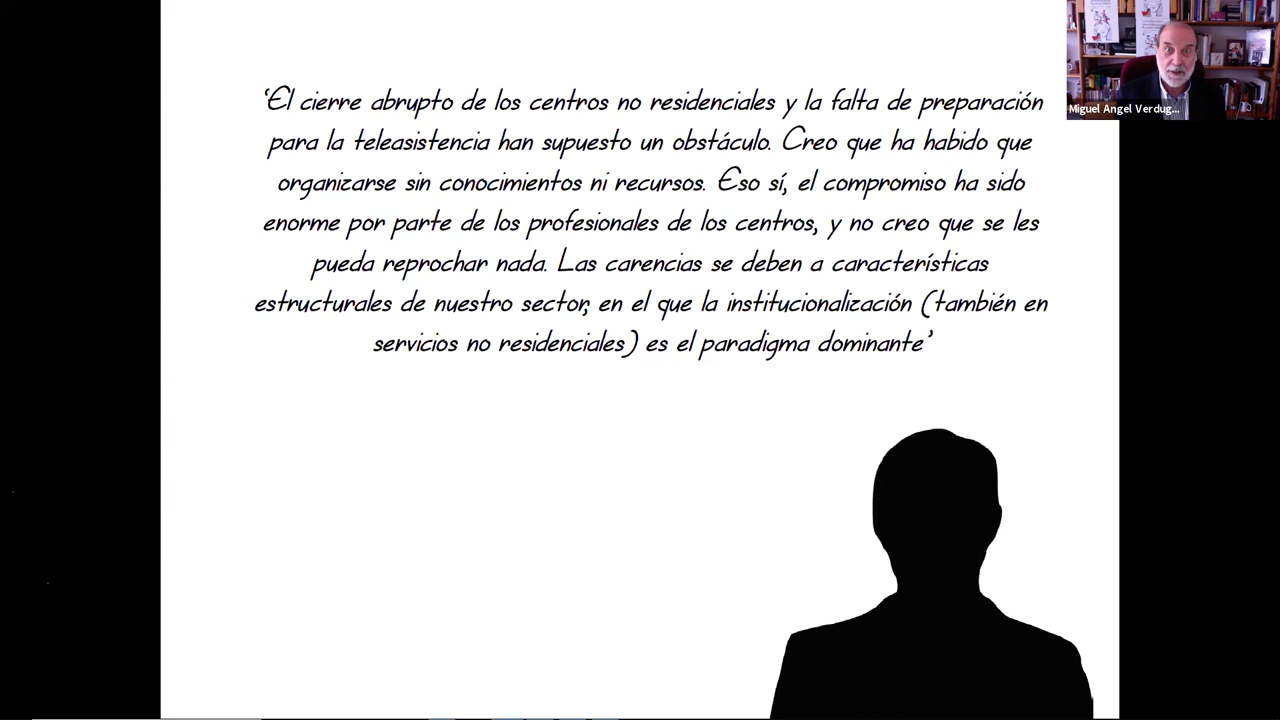 ‘El cierre abrupto de los centros no residenciales y la falta de preparación
para la teleasistencia han supuesto un obstáculo. Creo que ha habido que
organizarse sin conocimientos ni recursos. Eso sí, el compromiso ha sido
enorme por parte de los profesionales de los centros, y no creo que se les
pueda reprochar nada. Las carencias se deben a características
estructurales de nuestro sector, en el que la institucionalización (también en
servicios no residenciales) es el paradigma dominante’
Miguel Angel Verdug...